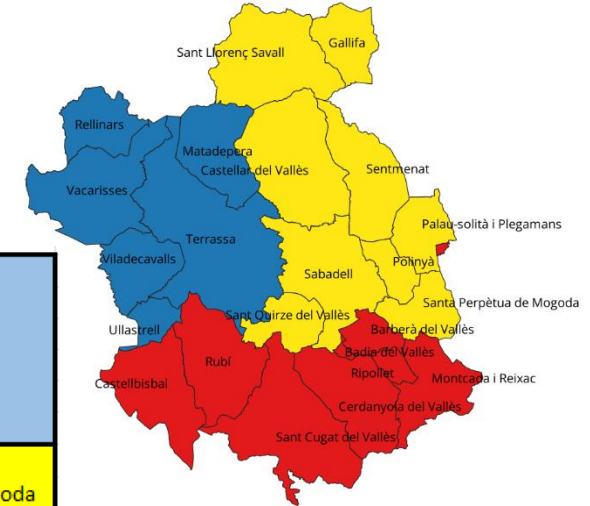 Gallifa
Sant Llorenç Savall
Rellinars
Matadepera
Castellar del Vallès
Sentmenat
Vacarisses
Palau-solità i Plegamans
Terrassa
Viladecavalls
Polinyà
Sabadell
Santa Perpètua de Mogoda
Sant Quirze del Vallès
Ullastrell
Barberà del Vallès
Badia del Vallès
Rubí
Ripollet
Montcada i Reixac
Castellbisbal
Cerdanyola del Vallès
Sant Cugat del Vallès
oda